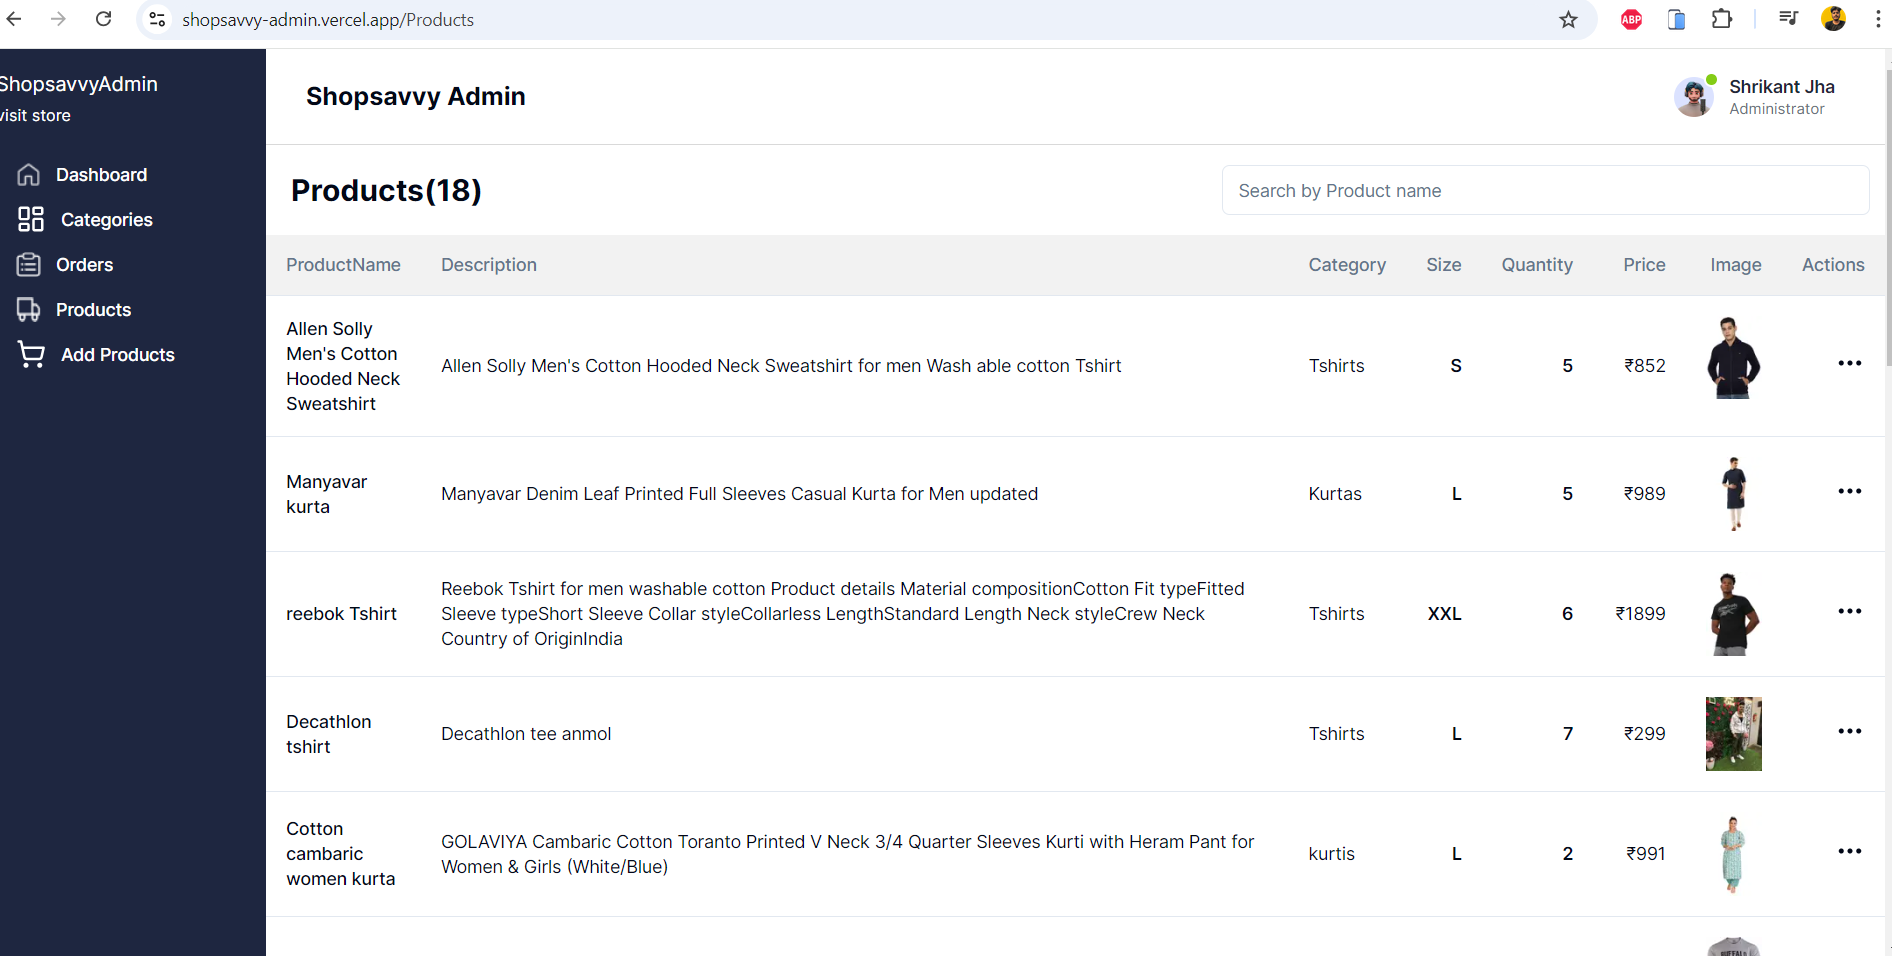 shopsavvy-admin.vercel.app/Products
ABP
ShopsavvyAdmin
visit store
Dashboard
Categories
Orders
Products
Add Products
Shopsavvy Admin
Shrikant Jha
Administrator
Products(18)
Search by Product name
ProductName Description Category Size Quantity Price Image Actions
Allen Solly
Men's Cotton
Hooded Neck
Sweatshirt
Allen Solly Men's Cotton Hooded Neck Sweatshirt for men Wash able cotton Tshirt
Tshirts S 5 ₹852
Manyavar
kurta
Manyavar Denim Leaf Printed Full Sleeves Casual Kurta for Men updated
Kurtas L 5 ₹989
reebok Tshirt
Reebok Tshirt for men washable cotton Product details Material compositionCotton Fit typeFitted
Sleeve typeShort Sleeve Collar styleCollarless LengthStandard Length Neck styleCrew Neck
Country of OriginIndia
Tshirts XXL 6 ₹1899
Decathlon
tshirt
Decathlon tee anmol
Tshirts L 7 ₹299
Cotton
cambaric
women kurta
GOLAVIYA Cambaric Cotton Toranto Printed V Neck 3/4 Quarter Sleeves Kurti with Heram Pant for
Women & Girls (White/Blue)
kurtis L 2 ₹991